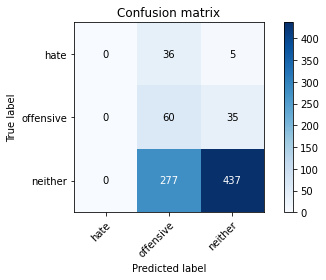 Confusion matrix
hate 0 36 5
offensive 0 60 35
neither 0 277 437
hate offensive neither
Predicted label
True label
400
350
300
250
200
150
100
50
0